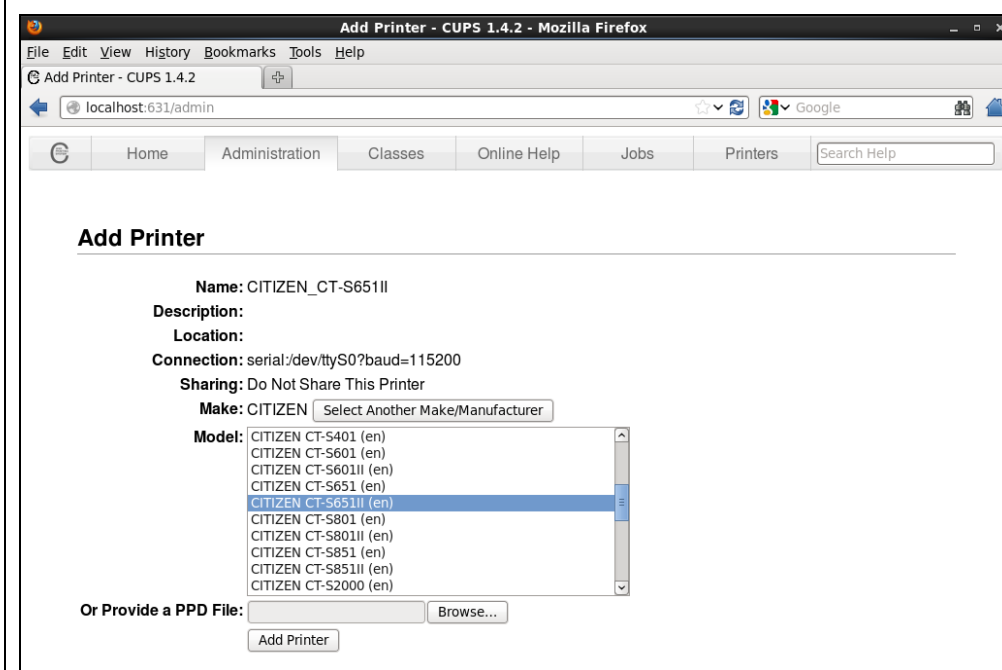 Add Printer - CUPS 1.4.2 - Mozilla Firefox
File Edit View History Bookmarks Tools Help
Add Printer - CUPS 1.4.2
localhost:631/admin Google
Home Administration Classes Online Help Jobs Printers Search Help
Add Printer
Name: CITIZEN_CT-S651II
Description:
Location:
Connection: serial:/dev/ttyS0?baud=115200
Sharing: Do Not Share This Printer
Make: CITIZEN Select Another Make/Manufacturer
Model: CITIZEN CT-S401 (en)
CITIZEN CT-S601 (en)
CITIZEN CT-S601II (en)
CITIZEN CT-S651 (en)
CITIZEN CT-S651II (en)
CITIZEN CT-S801 (en)
CITIZEN CT-S801II (en)
CITIZEN CT-S851 (en)
CITIZEN CT-S851II (en)
CITIZEN CT-S2000 (en)
Or Provide a PPD File: Browse...
Add Printer